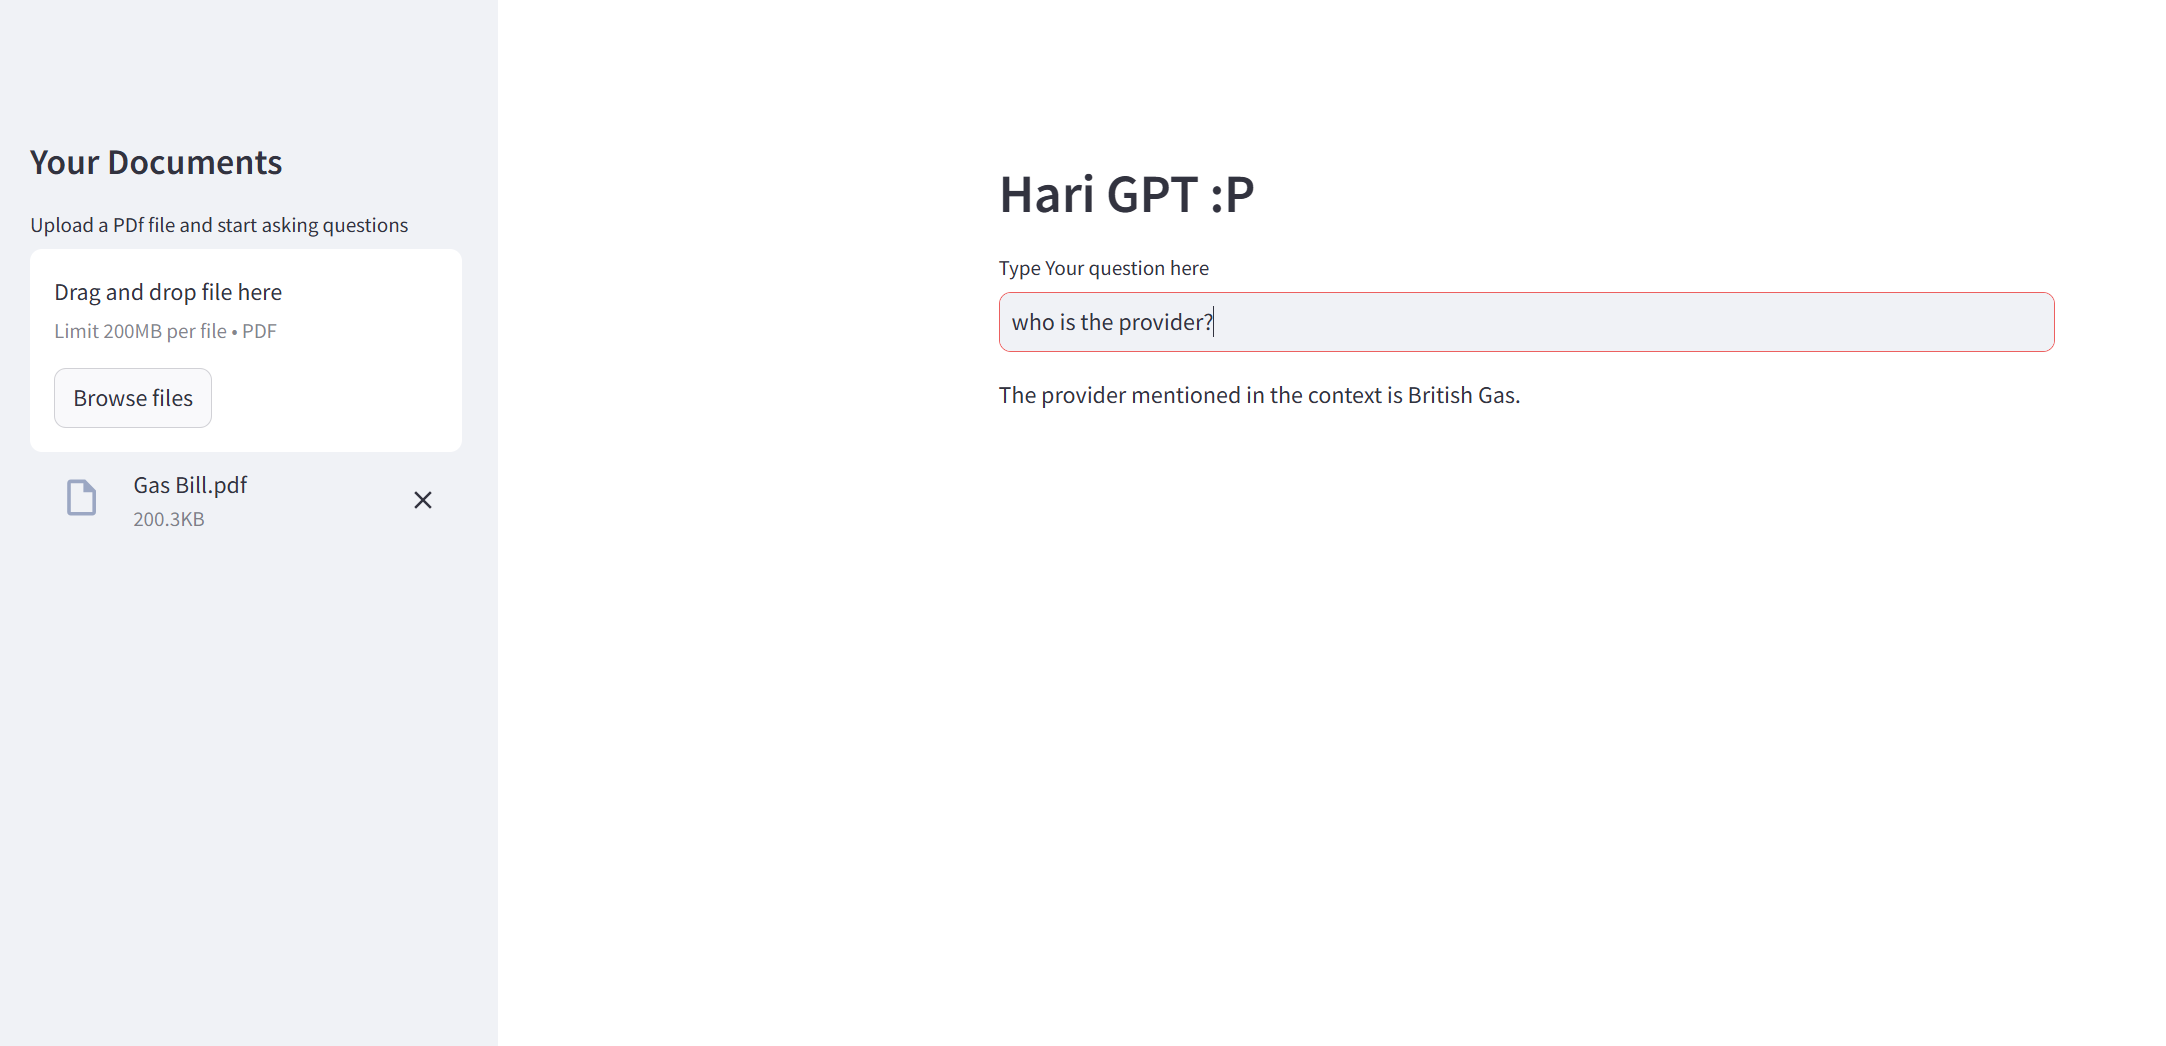 Your Documents
Upload a PDf file and start asking questions
Drag and drop file here
Limit 200MB per file • PDF
Browse files
Gas Bill.pdf
200.3KB
Hari GPT :P
Type Your question here
who is the provider?
The provider mentioned in the context is British Gas.